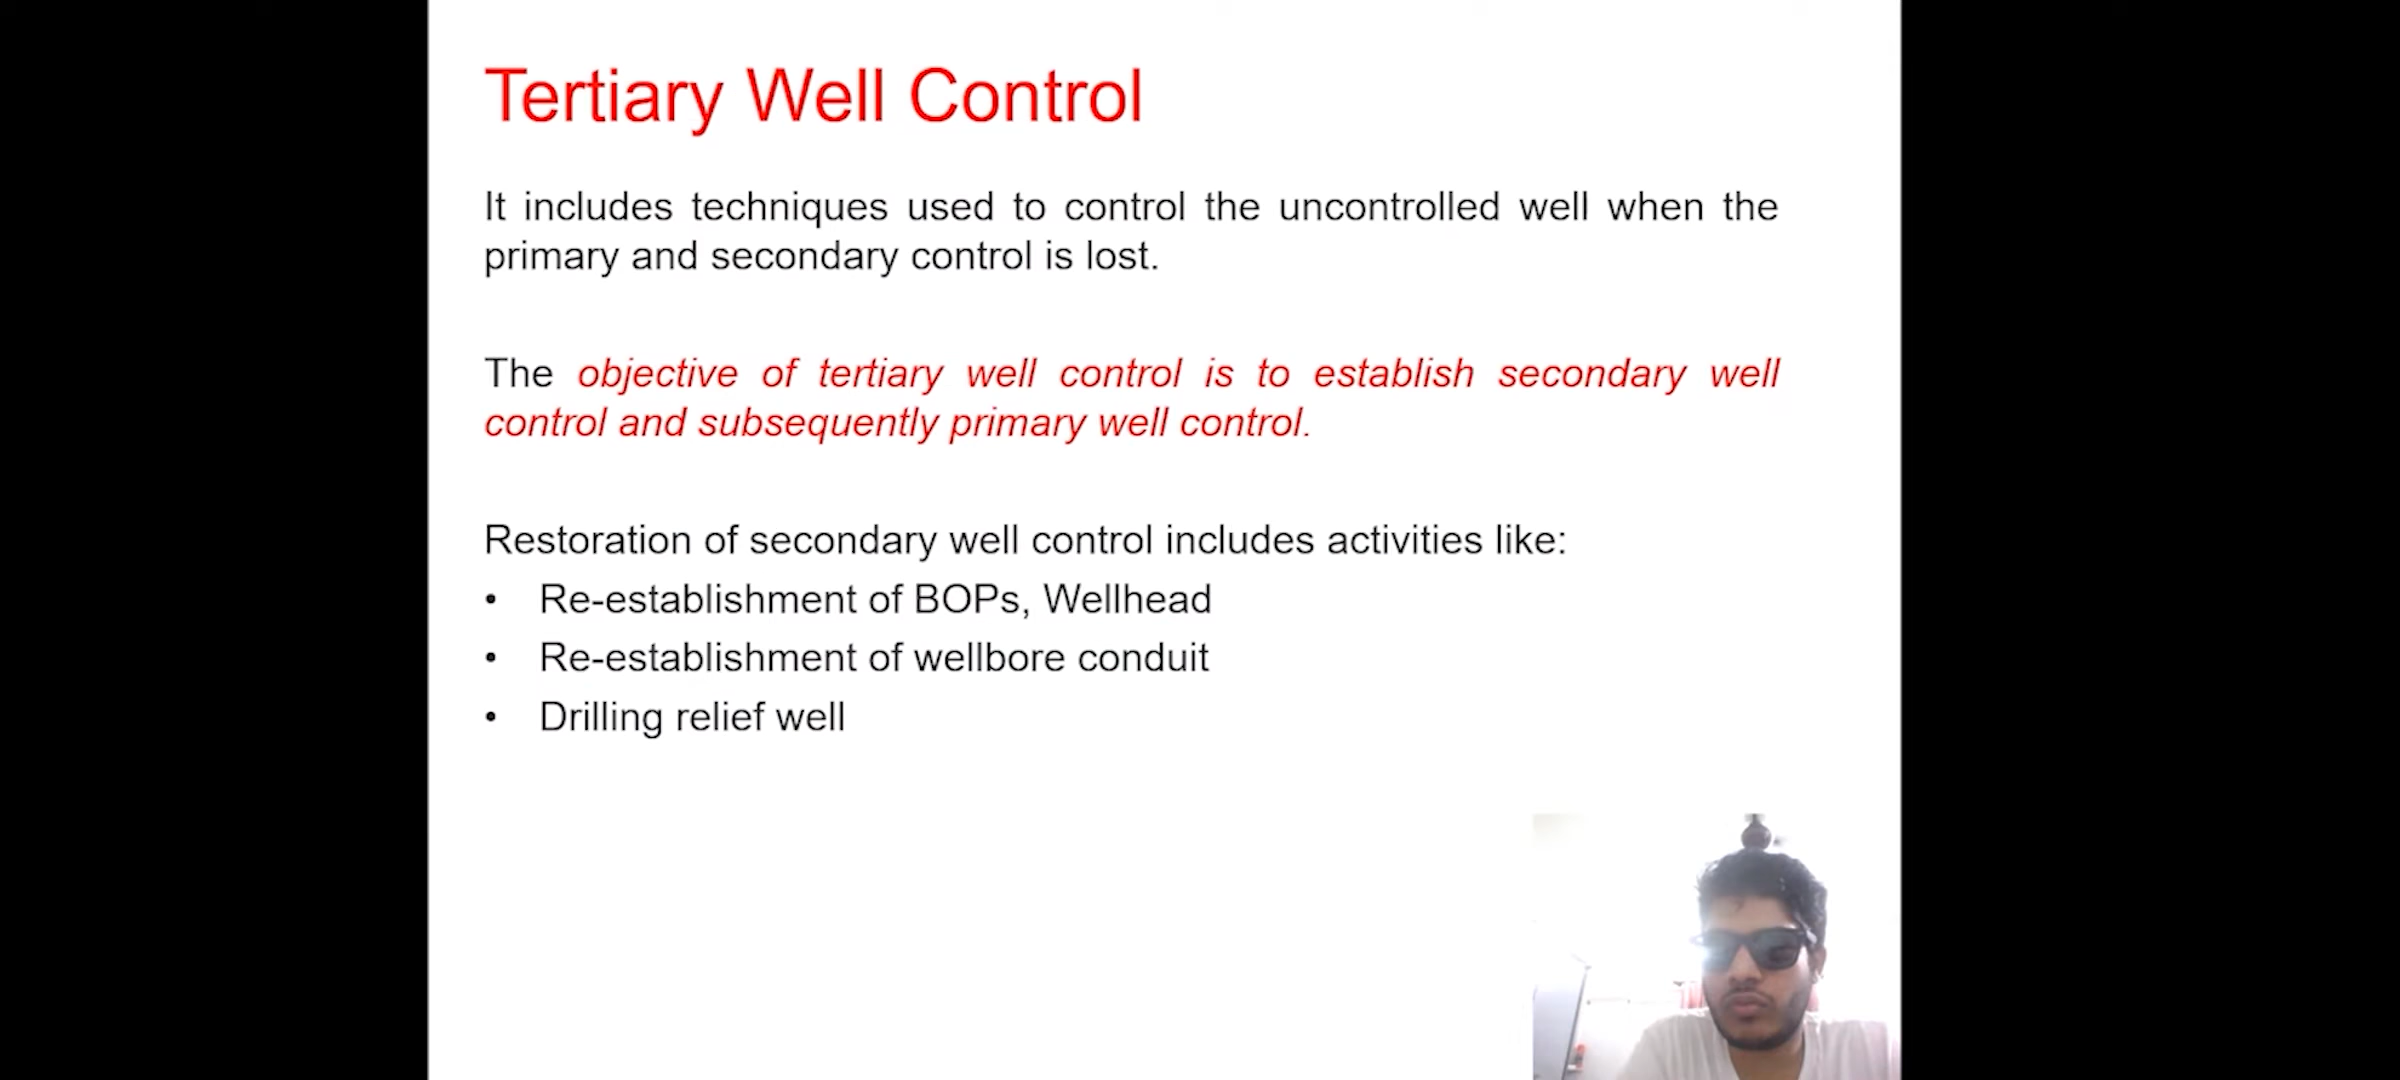 Tertiary Well Control
It includes techniques used to control the uncontrolled well when the
primary and secondary control is lost.
The objective of tertiary well control is to establish secondary well
control and subsequently primary well control.
Restoration of secondary well control includes activities like:
• Re-establishment of BOPs, Wellhead
• Re-establishment of wellbore conduit
• Drilling relief well